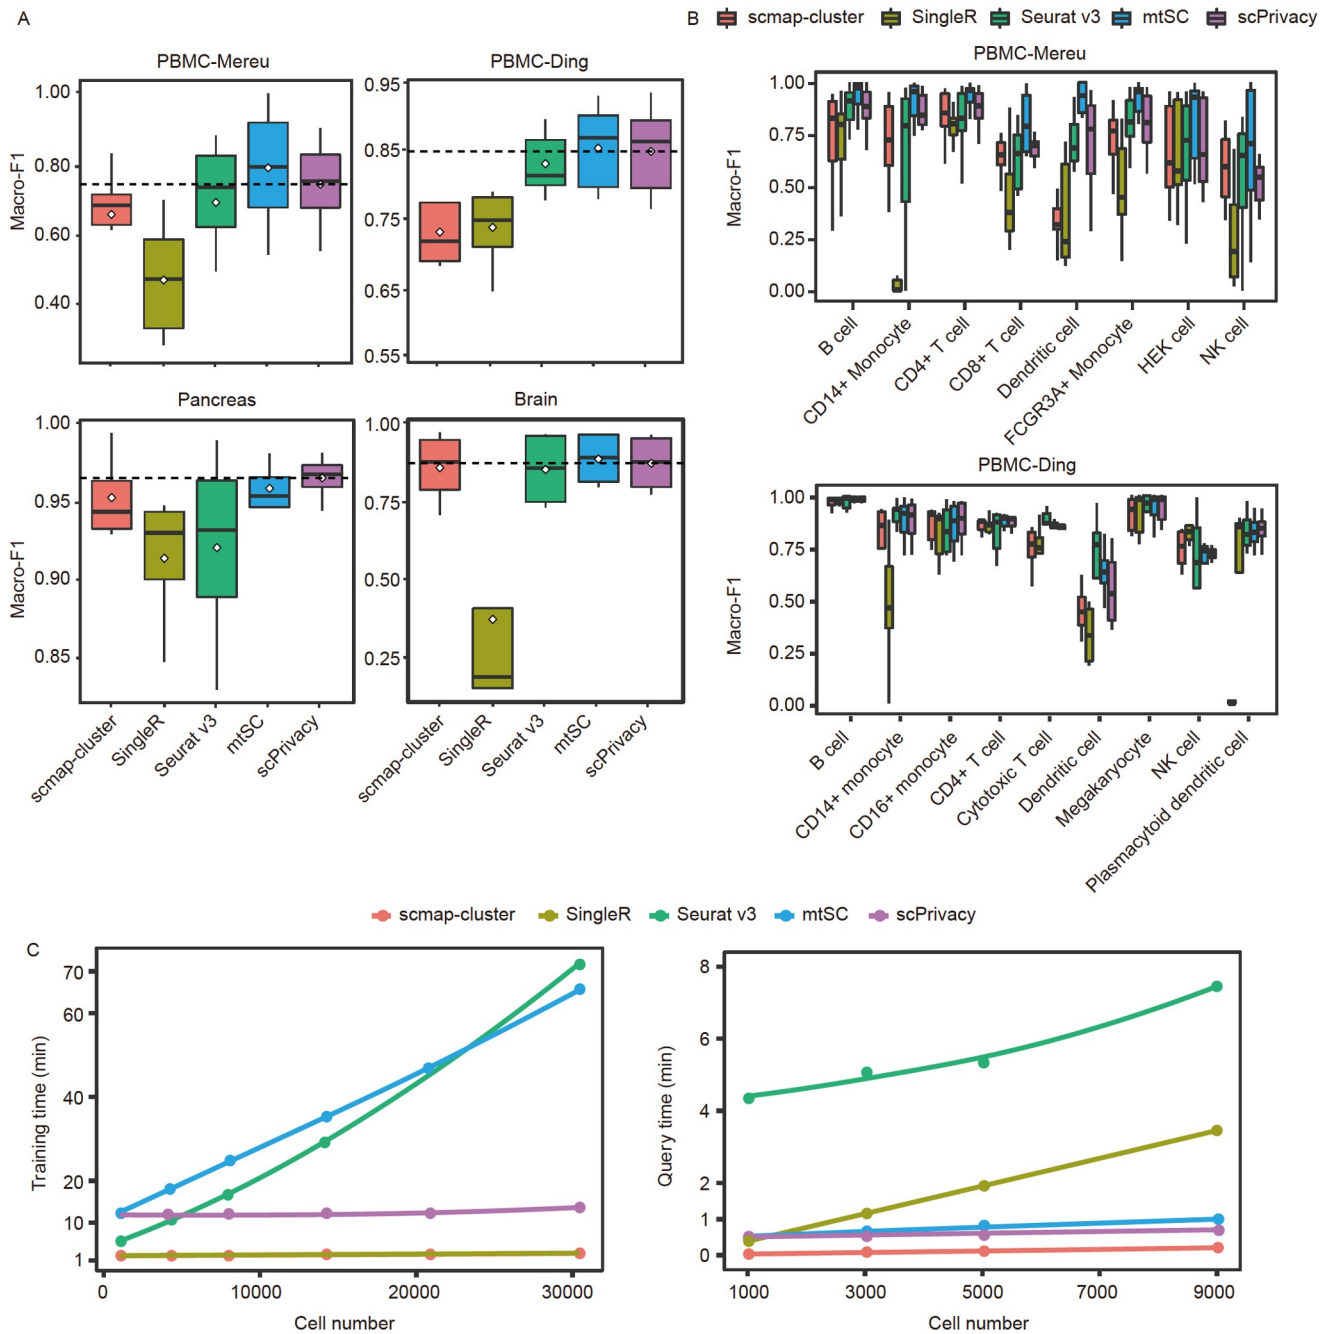 A
B
scmap-cluster SingleR Seurat v3 mtSC scPrivacy
PBMC-Mereu
PBMC-Ding
Macro-F1
1.00
0.80
0.60
0.40
0.95
0.85
0.75
0.65
0.55
Pancreas
Brain
Macro-F1
1.00
0.95
0.90
0.85
1.00
0.75
0.50
0.25
scmap-cluster
SingleR
Seurat v3
mtSC
scPrivacy
scmap-cluster
SingleR
Seurat v3
mtSC
scPrivacy
PBMC-Mereu
Macro-F1
1.00
0.75
0.50
0.25
0.00
B cell
CD14+ Monocyte
CD4+ T cell
CD8+ T cell
Dendritic cell
FCGR3A+ Monocyte
HEK cell
NK cell
PBMC-Ding
Macro-F1
1.00
0.75
0.50
0.25
0.00
B cell
CD14+ monocyte
CD16+ monocyte
CD4+ T cell
Cytotoxic T cell
Dendritic cell
Megakaryocyte
NK cell
Plasmacytoid dendritic cell
scmap-cluster SingleR Seurat v3 mtSC scPrivacy
C
Training time (min)
70
60
40
20
10
1
0 10000 20000 30000
Cell number
Query time (min)
8
6
4
2
1
0
1000 3000 5000 7000 9000
Cell number